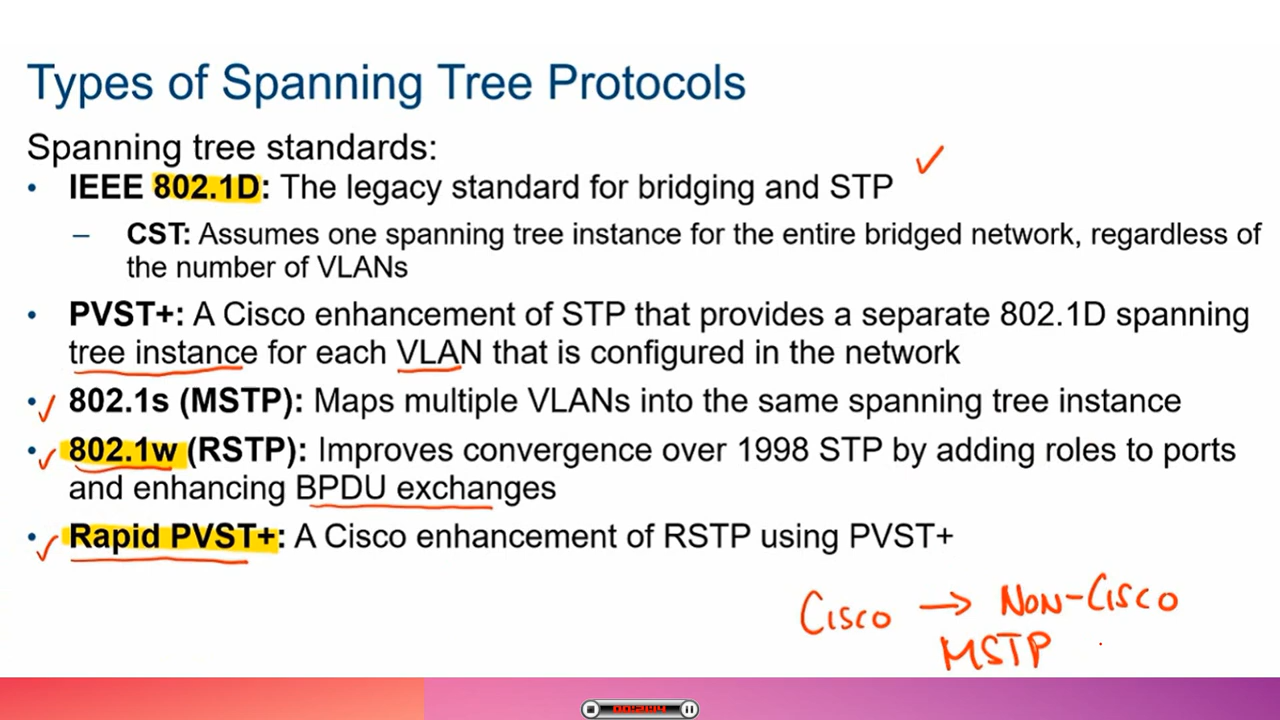 Types of Spanning Tree Protocols
Spanning tree standards:
• IEEE 802.1D: The legacy standard for bridging and STP
– CST: Assumes one spanning tree instance for the entire bridged network, regardless of
the number of VLANs
• PVST+: A Cisco enhancement of STP that provides a separate 802.1D spanning
tree instance for each VLAN that is configured in the network
• 802.1s (MSTP): Maps multiple VLANs into the same spanning tree instance
• 802.1w (RSTP): Improves convergence over 1998 STP by adding roles to ports
and enhancing BPDU exchanges
• Rapid PVST+: A Cisco enhancement of RSTP using PVST+
Cisco → Non-Cisco
MSTP